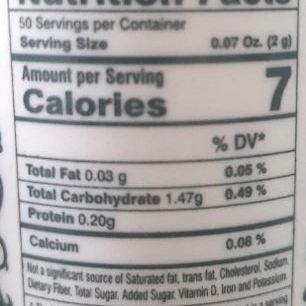 Nutrition Facts
50 Servings per Container
Serving Size 0.07 Oz. (2 g)
Amount per Serving
Calories 7
% DV*
Total Fat 0.03 g 0.05 %
Total Carbohydrate 1.47g 0.49 %
Protein 0.20g
Calcium 0.08 %
Not a significant source of Saturated fat, trans fat, Cholesterol, Sodium,
Dietary Fiber, Total Sugar, Added Sugar, Vitamin D, Iron and Potassium.